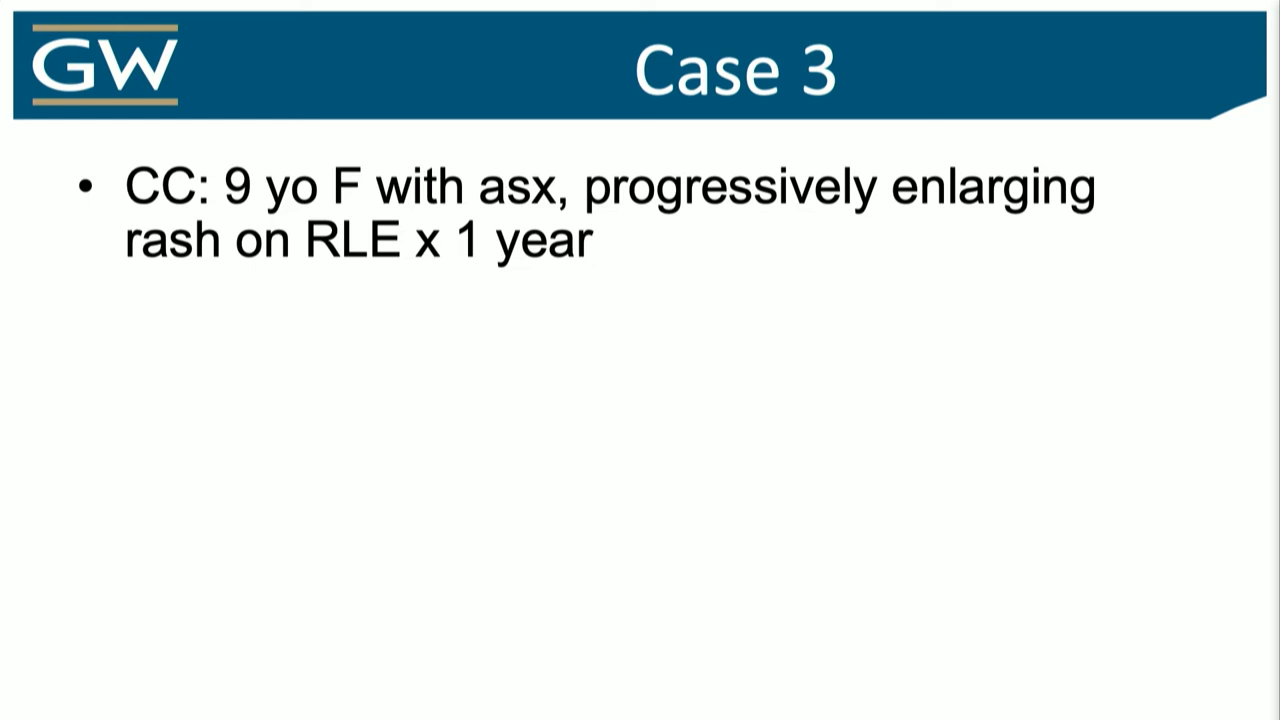 GW
Case 3
• CC: 9 yo F with asx, progressively enlarging
rash on RLE x 1 year